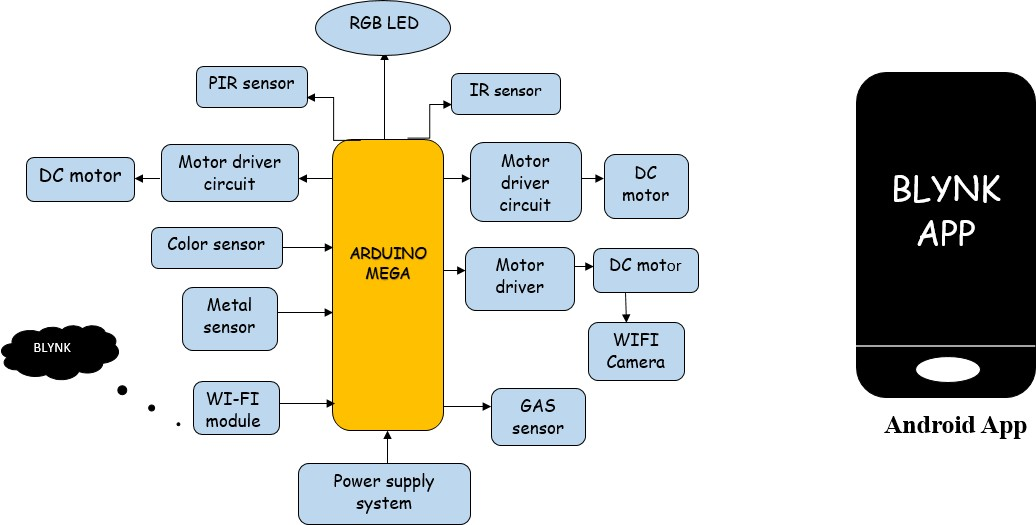 RGB LED
PIR sensor
IR sensor
DC motor
Motor driver
circuit
Motor
driver
circuit
DC
motor
Color sensor
ARDUINO
MEGA
Motor
driver
DC motor
Metal
sensor
WIFI
Camera
BLYNK
WI-FI
module
GAS
sensor
Power supply
system
BLYNK
APP
Android App